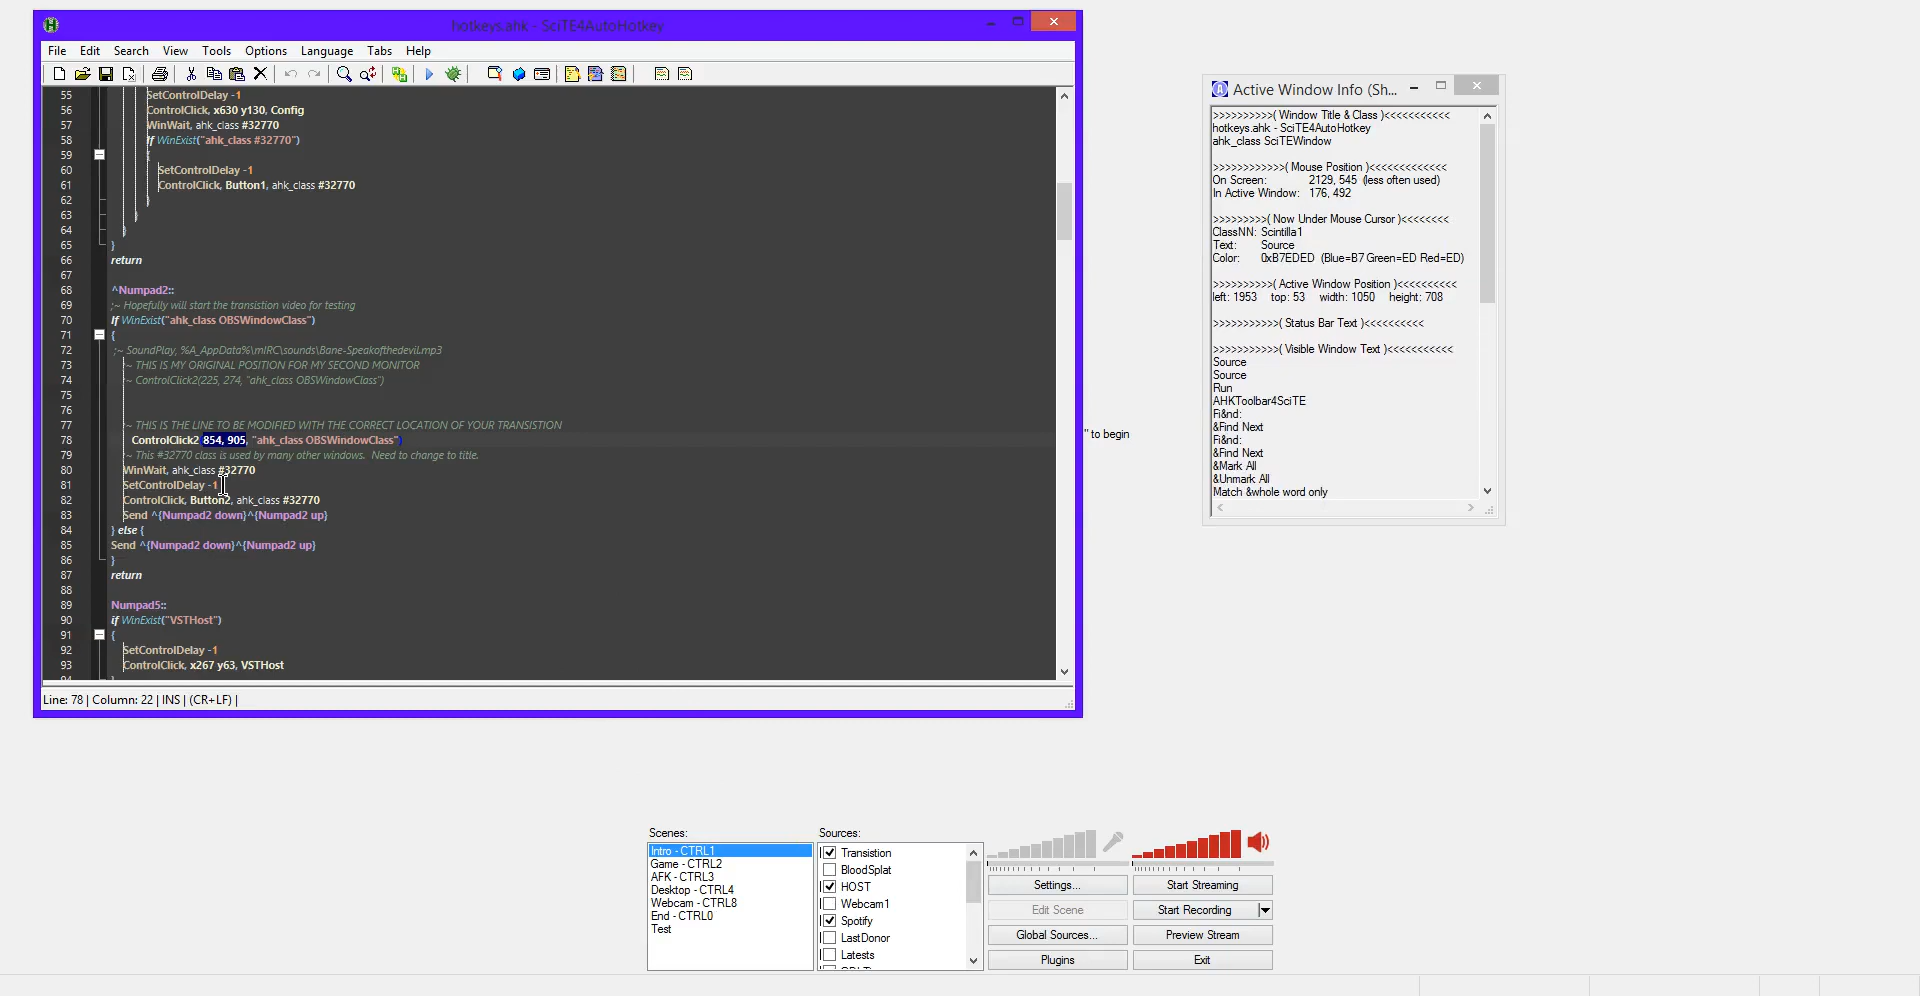 hotkeys.ahk - SciTE4AutoHotkey
File Edit Search View Tools Options Language Tabs Help
55 SetControlDelay -1
56 ControlClick, x630 y130, Config
57 WinWait, ahk_class #32770
58 If WinExist("ahk_class #32770")
59 {
60 SetControlDelay -1
61 ControlClick, Button1, ahk_class #32770
62 }
63 }
64 }
65 }
66 return
67
68 ^Numpad2::
69 ;~ Hopefully will start the transistion video for testing
70 If WinExist("ahk_class OBSWindowClass")
71 {
72 ;~ SoundPlay, %A_AppData%\mIRC\sounds\Bane-Speakofthedevil.mp3
73 ;~ THIS IS MY ORIGINAL POSITION FOR MY SECOND MONITOR
74 ;~ ControlClick2(225, 274, "ahk_class OBSWindowClass")
75
76
77 ;~ THIS IS THE LINE TO BE MODIFIED WITH THE CORRECT LOCATION OF YOUR TRANSISTION
78 ControlClick2(854, 905, "ahk_class OBSWindowClass")
79 ;~ This #32770 class is used by many other windows. Need to change to title.
80 WinWait, ahk_class #32770
81 SetControlDelay -1
82 ControlClick, Button2, ahk_class #32770
83 Send ^{Numpad2 down}^{Numpad2 up}
84 } else {
85 Send ^{Numpad2 down}^{Numpad2 up}
86 }
87 return
88
89 Numpad5::
90 if WinExist("VSTHost")
91 {
92 SetControlDelay -1
93 ControlClick, x267 y63, VSTHost
94
Line: 78 | Column: 22 | INS | (CR+LF) |
" to begin
Active Window Info (Sh...
>>>>>>>>>>( Window Title & Class )<<<<<<<<<<<
hotkeys.ahk - SciTE4AutoHotkey
ahk_class SciTEWindow
>>>>>>>>>>>>( Mouse Position )<<<<<<<<<<<<<
On Screen: 2129, 545 (less often used)
In Active Window: 176, 492
>>>>>>>>>( Now Under Mouse Cursor )<<<<<<<<
ClassNN: Scintilla1
Text: Source
Color: 0xB7EDED (Blue=B7 Green=ED Red=ED)
>>>>>>>>>>( Active Window Position )<<<<<<<<<<
left: 1953 top: 53 width: 1050 height: 708
>>>>>>>>>>>( Status Bar Text )<<<<<<<<<<
>>>>>>>>>>>( Visible Window Text )<<<<<<<<<<<
Source
Source
Run
AHKToolbar4SciTE
Fi&nd:
&Find Next
Fi&nd:
&Find Next
&Mark All
&Unmark All
Match &whole word only
Scenes:
Intro - CTRL1
Game - CTRL2
AFK - CTRL3
Desktop - CTRL4
Webcam - CTRL8
End - CTRL0
Test
Sources:
Transistion
BloodSplat
HOST
Webcam1
Spotify
LastDonor
Latests
Settings... Start Streaming
Edit Scene Start Recording
Global Sources... Preview Stream
Plugins Exit